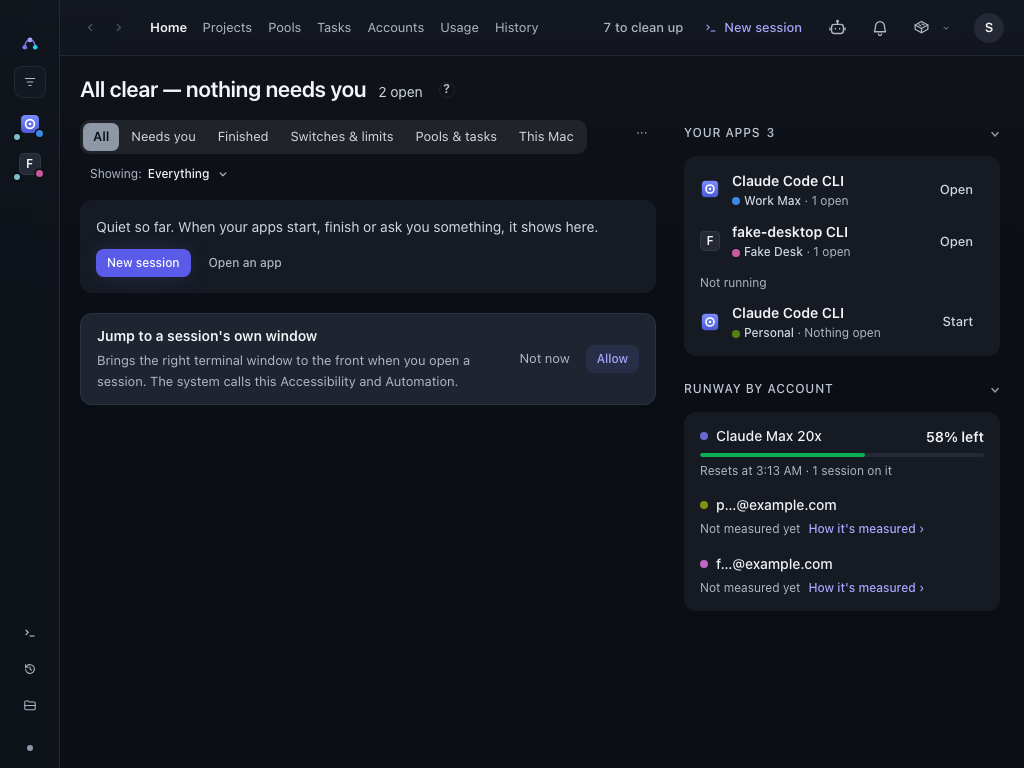 Home Projects Pools Tasks Accounts Usage History 7 to clean up New session S
F
All clear — nothing needs you 2 open ?
All Needs you Finished Switches & limits Pools & tasks This Mac ...
Showing: Everything
Quiet so far. When your apps start, finish or ask you something, it shows here.
New session Open an app
Jump to a session's own window
Brings the right terminal window to the front when you open a
session. The system calls this Accessibility and Automation.
Not now Allow
YOUR APPS 3
Claude Code CLI
Work Max · 1 open
Open
F
fake-desktop CLI
Fake Desk · 1 open
Open
Not running
Claude Code CLI
Personal · Nothing open
Start
RUNWAY BY ACCOUNT
Claude Max 20x 58% left
Resets at 3:13 AM · 1 session on it
p...@example.com
Not measured yet How it's measured ›
f...@example.com
Not measured yet How it's measured ›